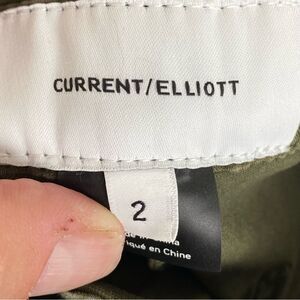 CURRENT/ELLIOTT
2
in China
en Chine